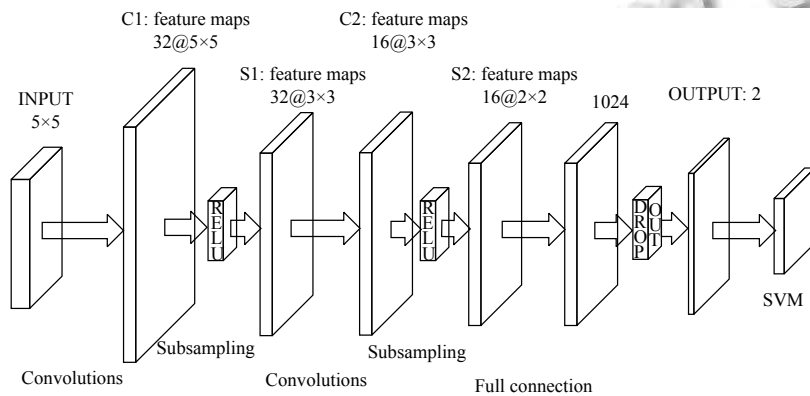 C1: feature maps
32@5×5
C2: feature maps
16@3×3
S1: feature maps
32@3×3
S2: feature maps
16@2×2
INPUT
5×5
1024
OUTPUT: 2
RELU
RELU
DROP
OUT
SVM
Subsampling
Subsampling
Convolutions
Convolutions
Full connection